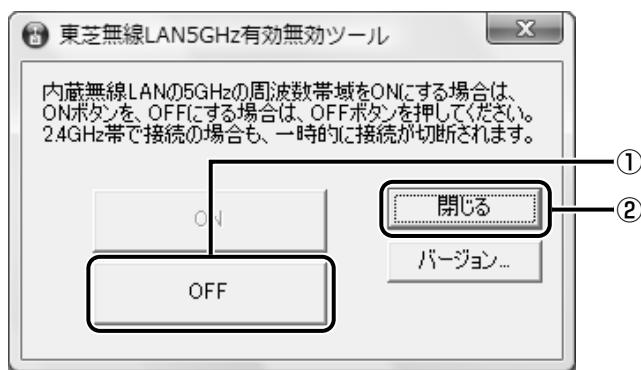 東芝無線LAN5GHz有効無効ツール
X
内蔵無線LANの5GHzの周波数帯域をONにする場合は、
ONボタンを、OFFにする場合は、OFFボタンを押してください。
2.4GHz帯で接続の場合も、一時的に接続が切断されます。
①
ON
閉じる
②
バージョン...
OFF